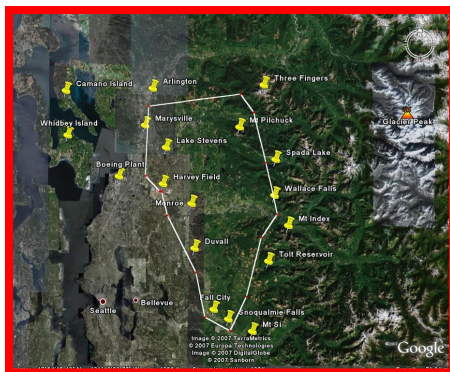 Three Fingers
Arlington
Camano Island
Glacier Peak
Mt Pilchuck
Marysville
Whidbey Island
Lake Stevens
Spada Lake
Boeing Plant
Harvey Field
Wallace Falls
Monroe
Mt Index
Duvall
Tolt Reservoir
Bellevue
Seattle
Fall City
Snoqualmie Falls
Mt Si
Image © 2007 TerraMetrics
© 2007 Europa Technologies
Image © 2007 DigitalGlobe
© 2007 Sanborn
Google